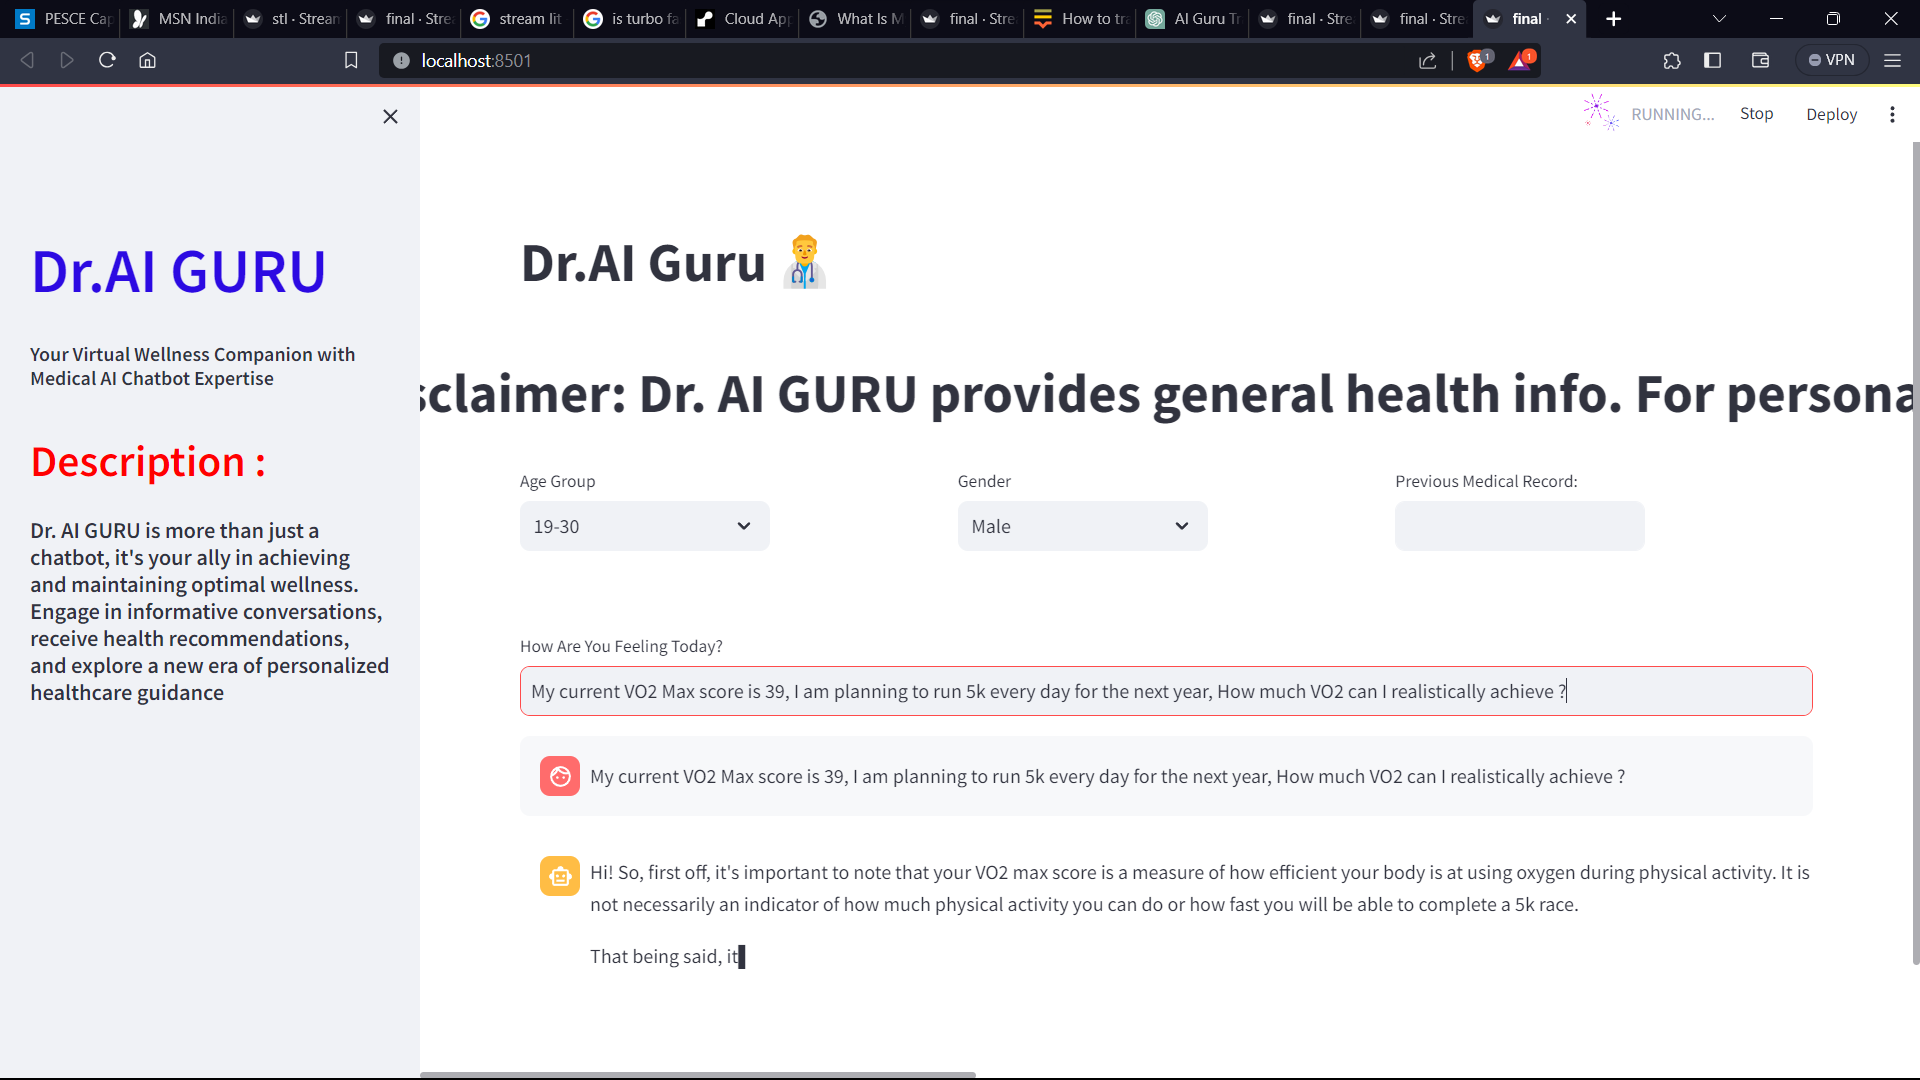 PESCE Cap
MSN India
stl · Stream
final · Stre
stream lit
is turbo fa
Cloud App
What Is M
final · Stre
How to tra
AI Guru Tr
final · Stre
final · Stre
final ·
localhost:8501
1
1
VPN
RUNNING...
Stop
Deploy
Dr.AI GURU
Your Virtual Wellness Companion with
Medical AI Chatbot Expertise
Description :
Dr. AI GURU is more than just a
chatbot, it's your ally in achieving
and maintaining optimal wellness.
Engage in informative conversations,
receive health recommendations,
and explore a new era of personalized
healthcare guidance
Dr.AI Guru
sclaimer: Dr. AI GURU provides general health info. For persona
Age Group
19-30
Gender
Male
Previous Medical Record:
How Are You Feeling Today?
My current VO2 Max score is 39, I am planning to run 5k every day for the next year, How much VO2 can I realistically achieve ?
My current VO2 Max score is 39, I am planning to run 5k every day for the next year, How much VO2 can I realistically achieve ?
Hi! So, first off, it's important to note that your VO2 max score is a measure of how efficient your body is at using oxygen during physical activity. It is
not necessarily an indicator of how much physical activity you can do or how fast you will be able to complete a 5k race.
That being said, it